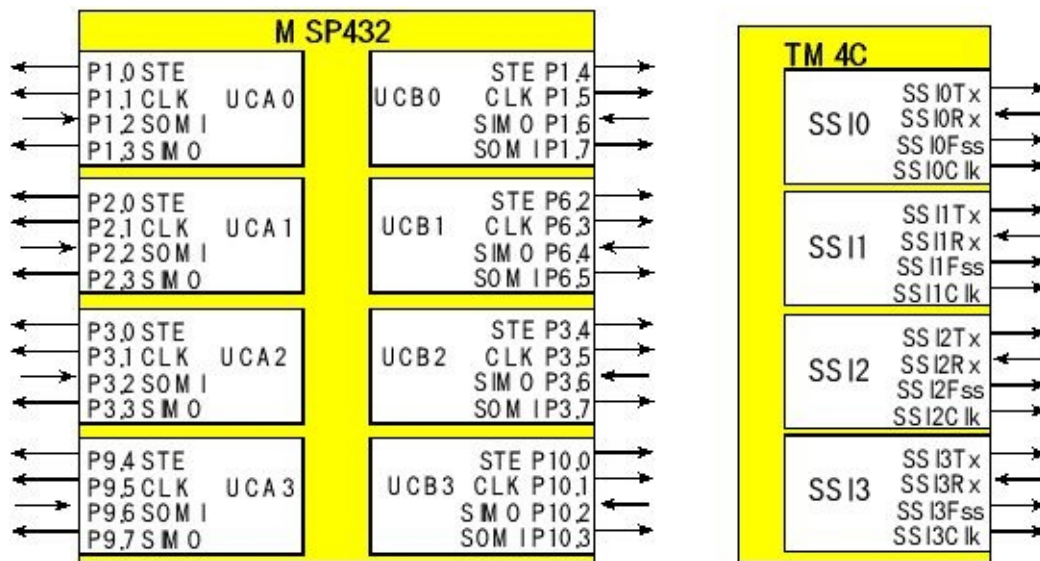 MSP432
P1.0 STE
P1.1 CLK UCA0
P1.2 SOMI
P1.3 SIMO
STE P1.4
UCB0 CLK P1.5
SIMO P1.6
SOMI P1.7
P2.0 STE
P2.1 CLK UCA1
P2.2 SOMI
P2.3 SIMO
STE P6.2
UCB1 CLK P6.3
SIMO P6.4
SOMI P6.5
P3.0 STE
P3.1 CLK UCA2
P3.2 SOMI
P3.3 SIMO
STE P3.4
UCB2 CLK P3.5
SIMO P3.6
SOMI P3.7
P9.4 STE
P9.5 CLK UCA3
P9.6 SOMI
P9.7 SIMO
STE P10.0
UCB3 CLK P10.1
SIMO P10.2
SOMI P10.3
TM4C
SSI0Tx
SSI0 SSI0Rx
SSI0Fss
SSI0Clk
SSI1Tx
SSI1 SSI1Rx
SSI1Fss
SSI1Clk
SSI2Tx
SSI2 SSI2Rx
SSI2Fss
SSI2Clk
SSI3Tx
SSI3 SSI3Rx
SSI3Fss
SSI3Clk